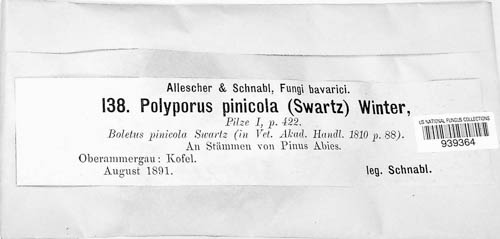 Allescher & Schnabl, Fungi bavarici.
138. Polyporus pinicola (Swartz) Winter,
Pilze I, p. 422.
Boletus pinicola Swartz (in Vet. Akad. Handl. 1810 p. 88).
An Stämmen von Pinus Abies.
Oberammergau: Kofel.
August 1891.
leg. Schnabl.
US NATIONAL FUNGUS COLLECTIONS
939364